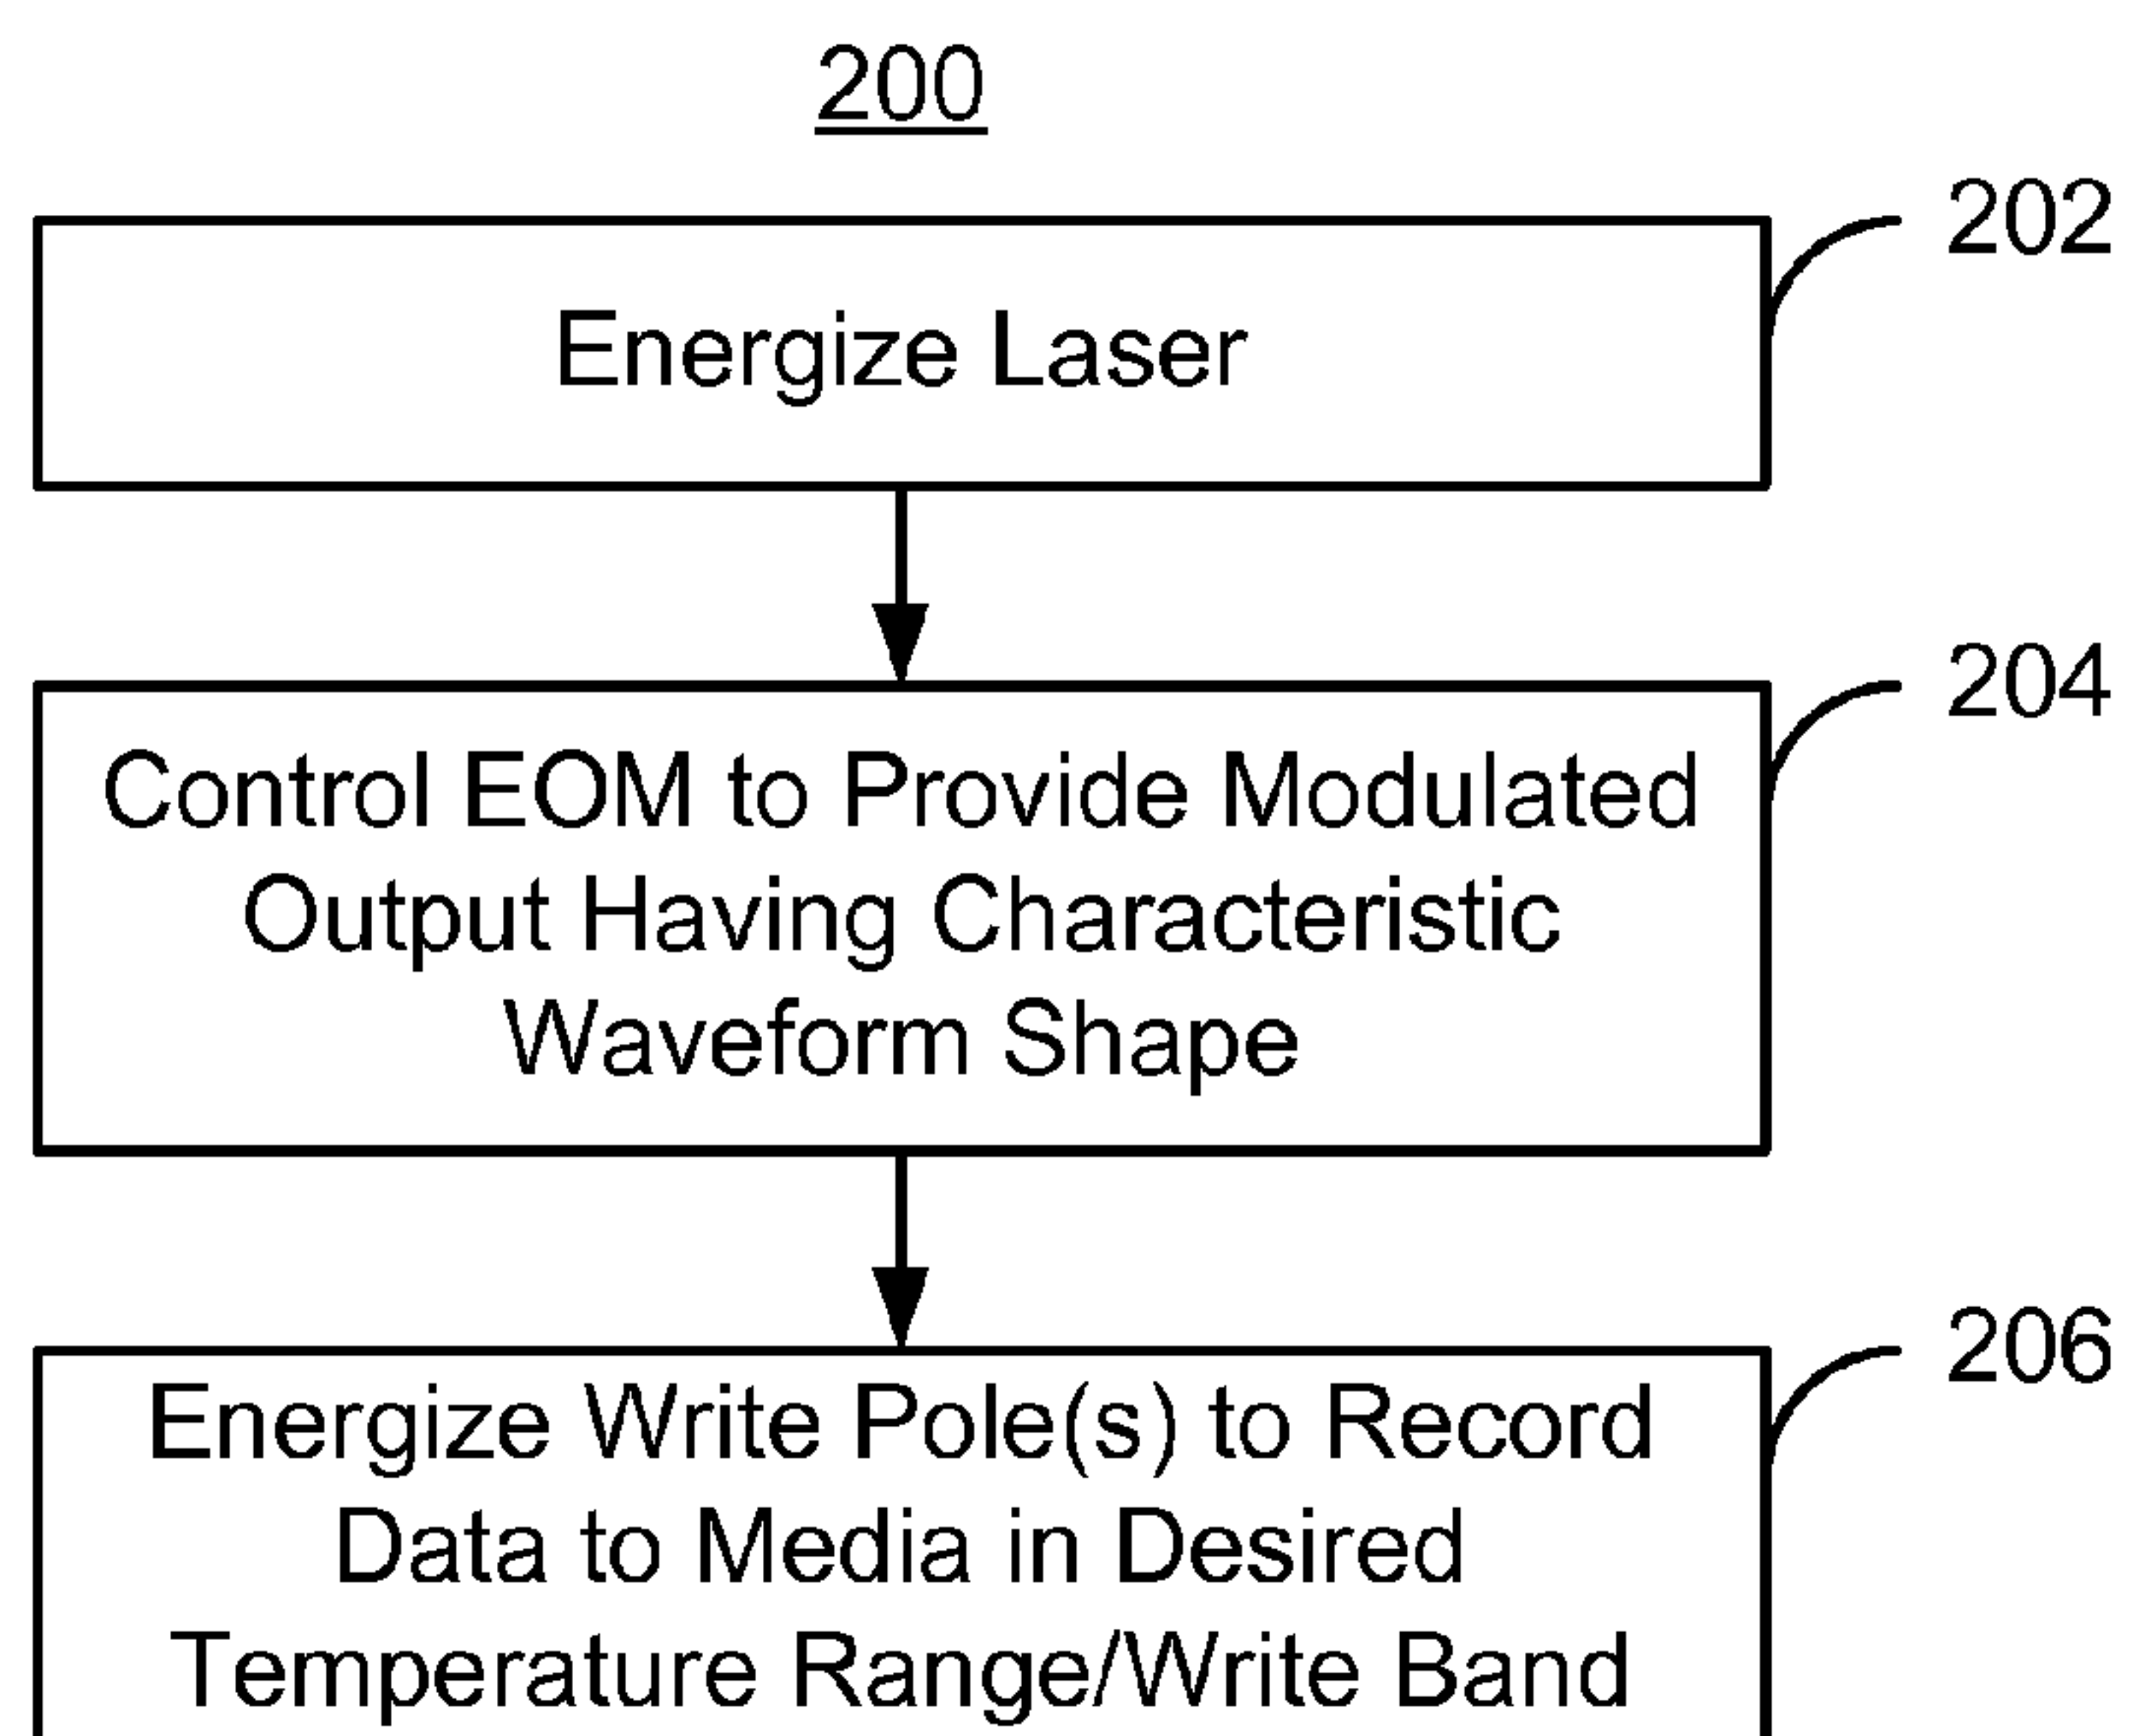 200
202
Energize Laser
204
Control EOM to Provide Modulated
Output Having Characteristic
Waveform Shape
206
Energize Write Pole(s) to Record
Data to Media in Desired
Temperature Range/Write Band